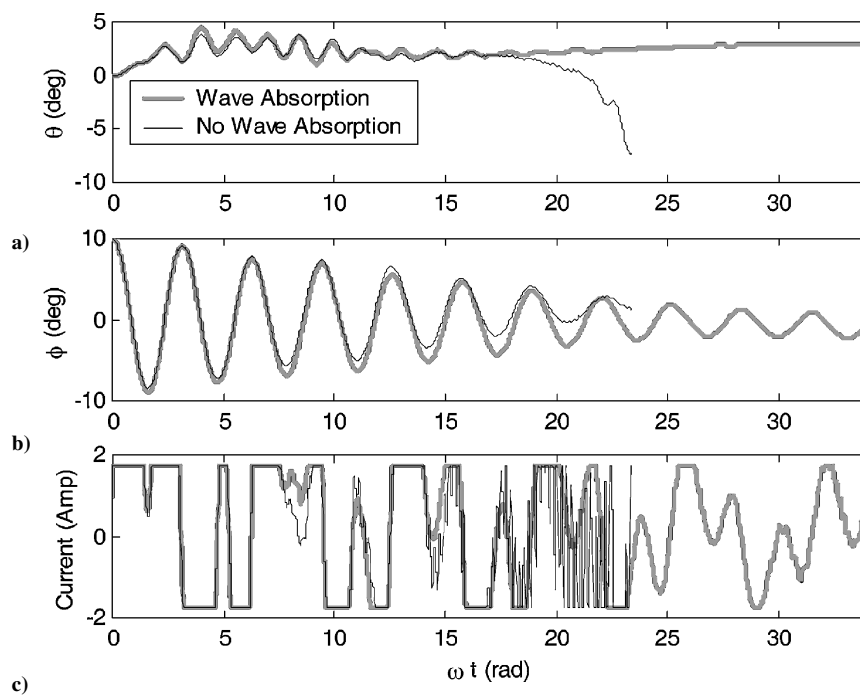 5
0
-5
-10
θ (deg)
Wave Absorption
No Wave Absorption
0 5 10 15 20 25 30
a)
10
0
-10
ϕ (deg)
0 5 10 15 20 25 30
b)
2
0
-2
Current (Amp)
0 5 10 15 20 25 30
ω t (rad)
c)